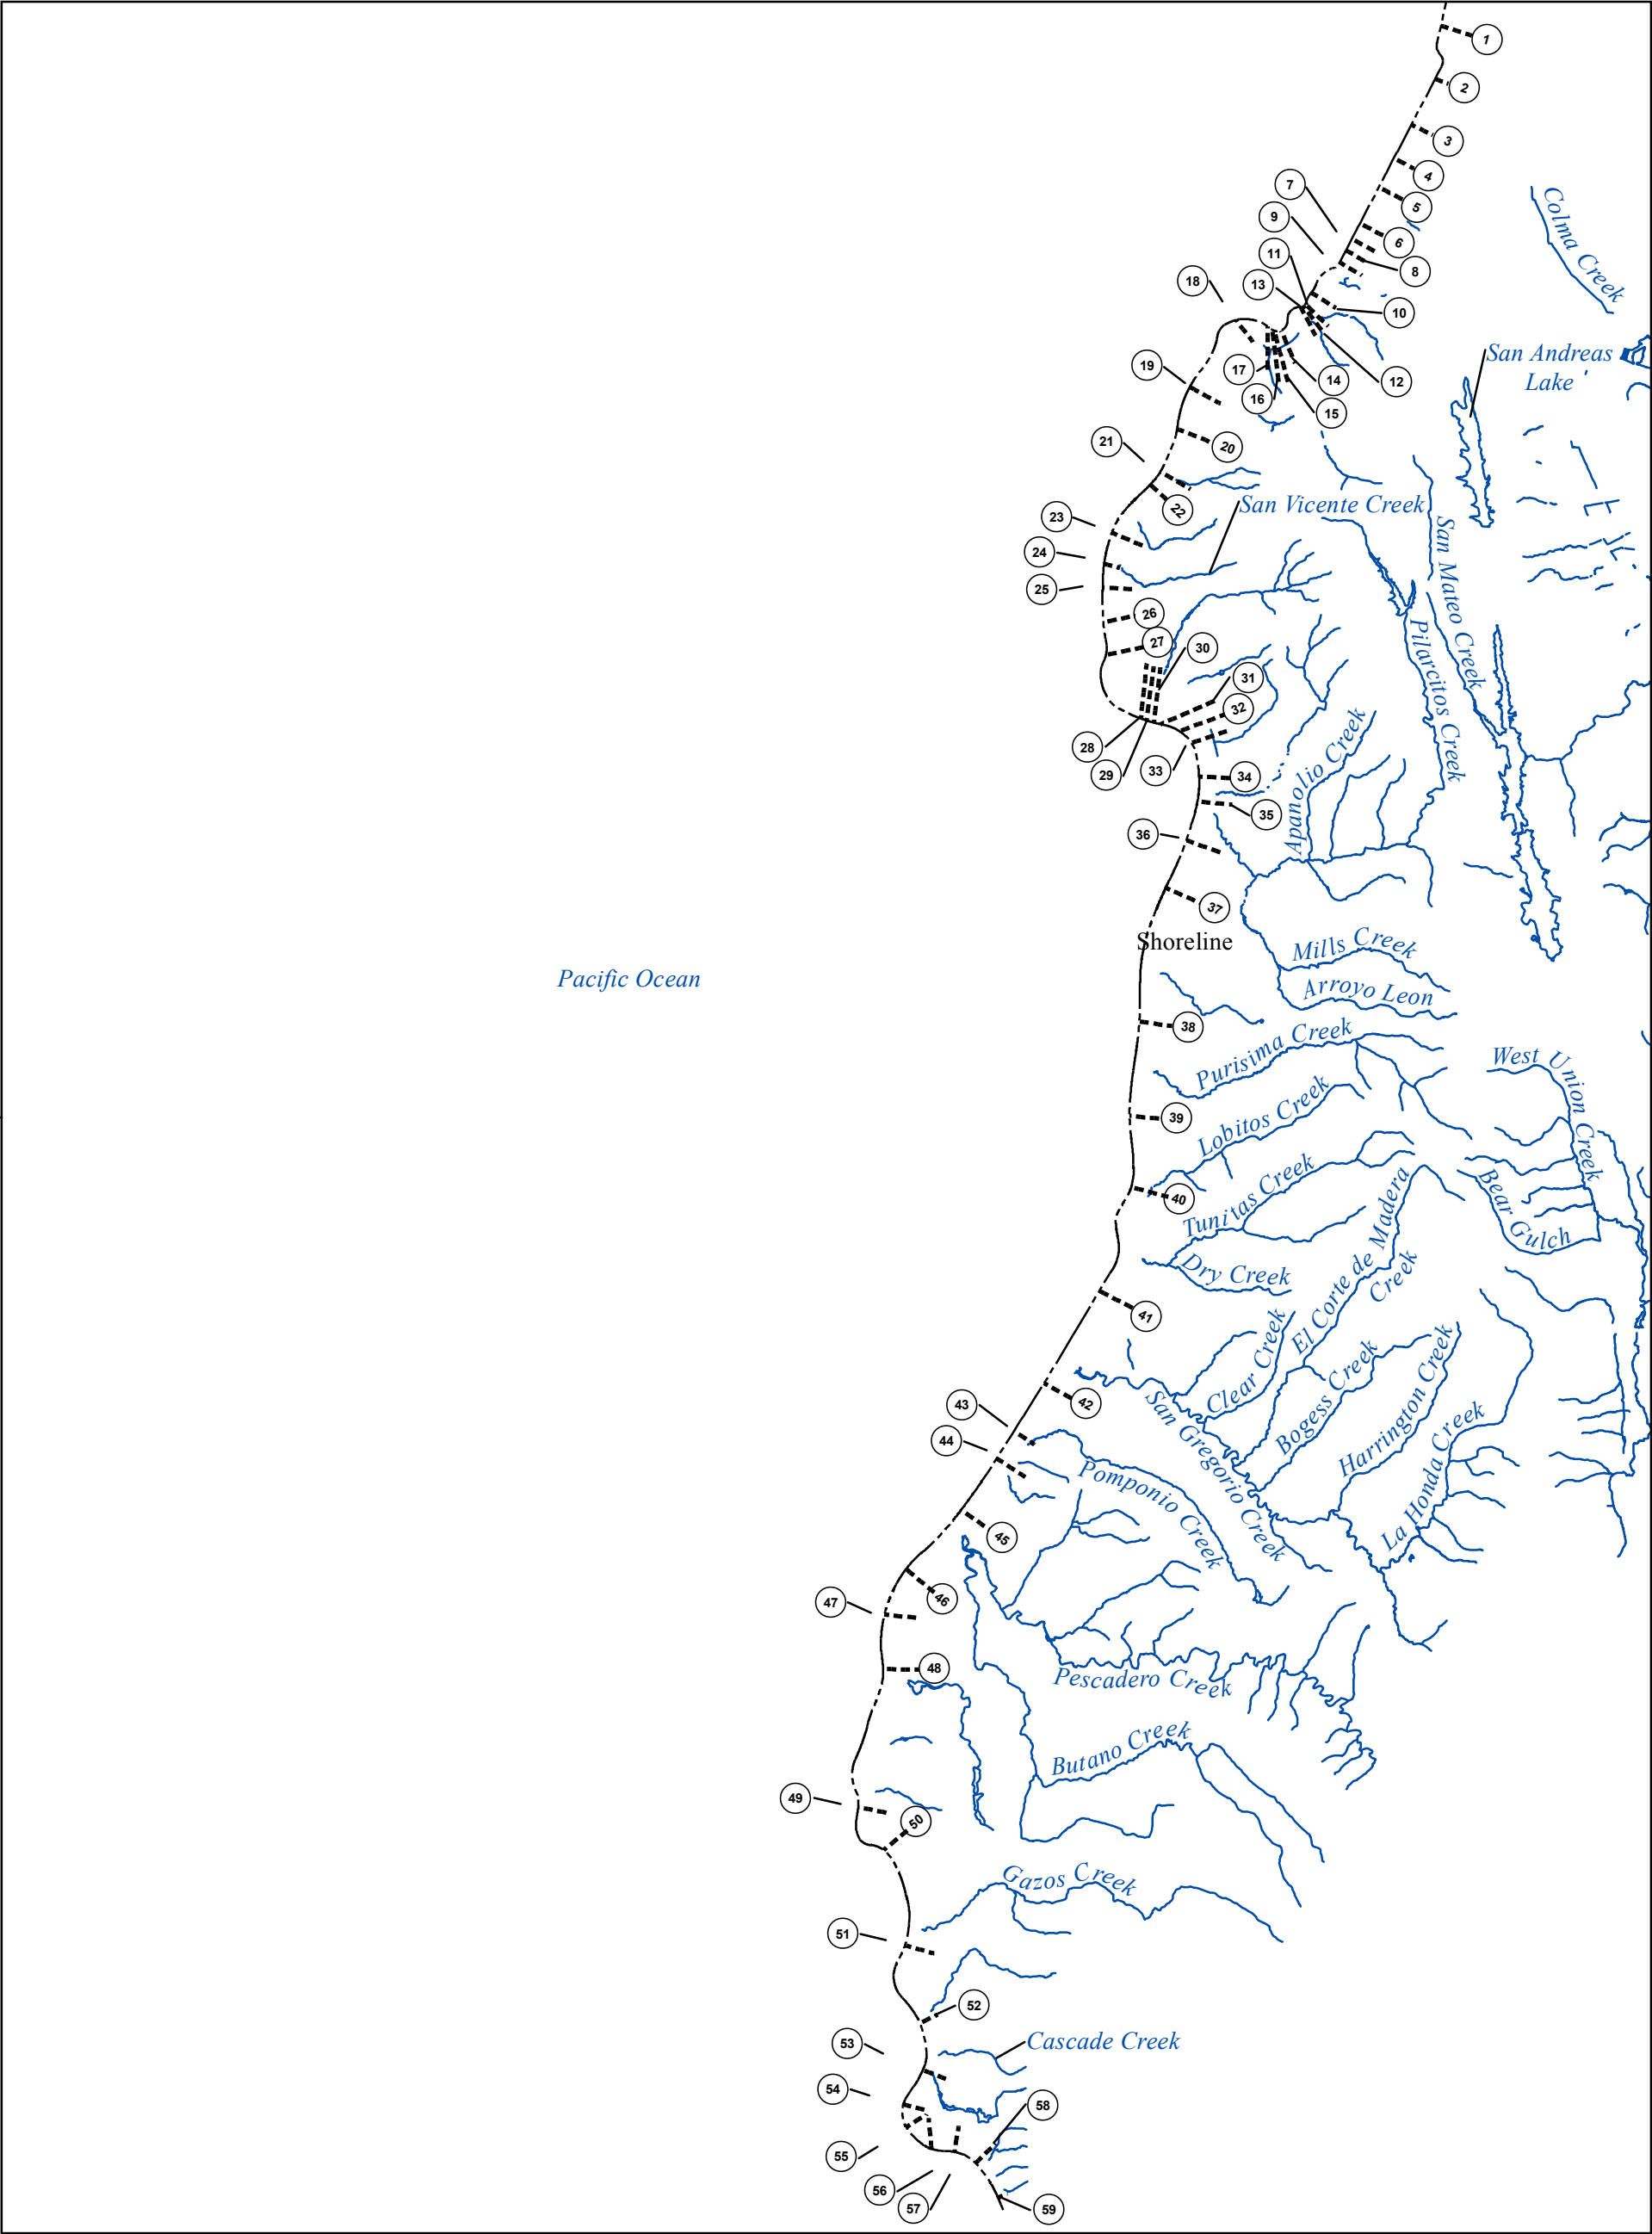 1
2
3
4
5
7
9
6
8
11
18
13
10
Colma Creek
San Andreas
Lake
19
17
14
12
16
15
21
20
San Vicente Creek
22
23
24
25
San Mateo Creek
26
27
30
Pilarcitos Creek
31
32
28
29
33
34
Apanolio Creek
35
36
37
Shoreline
Mills Creek
Pacific Ocean
Arroyo Leon
38
Purisima Creek
West Union Creek
39
Lobitos Creek
40
Tunitas Creek
Bear Gulch
Dry Creek
El Corte de Madera
Creek
41
Clear Creek
42
43
44
San Gregorio Creek
Bogess Creek
Harrington Creek
La Honda Creek
Pomponio Creek
45
46
47
48
Pescadero Creek
Butano Creek
49
50
Gazos Creek
51
52
53
Cascade Creek
54
58
55
56
57
59